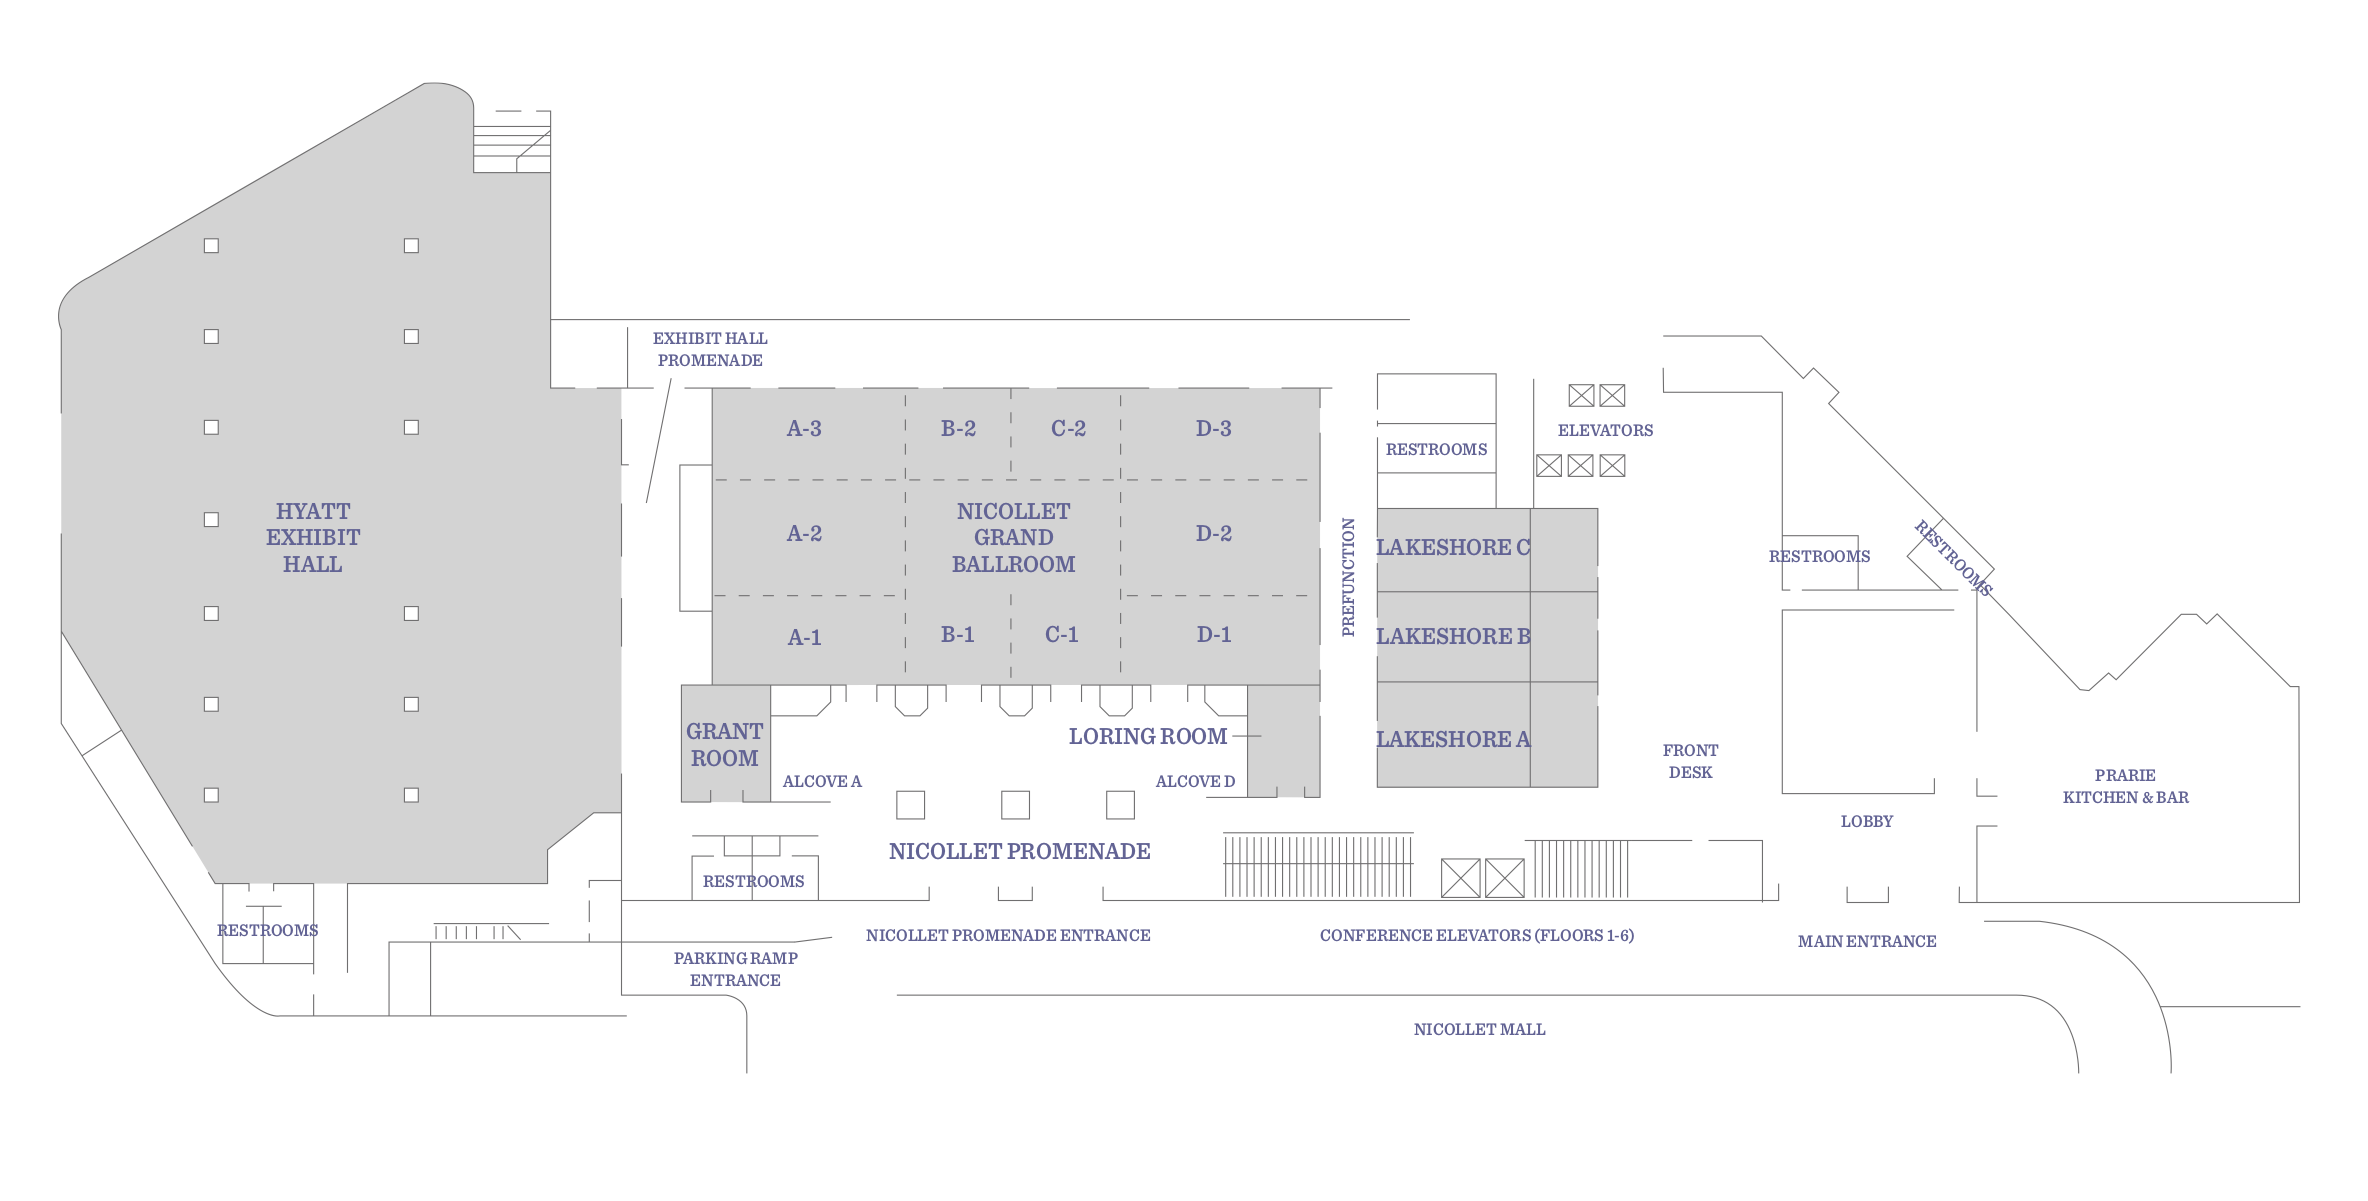 EXHIBIT HALL
PROMENADE
A-3
B-2
C-2
D-3
ELEVATORS
RESTROOMS
HYATT
EXHIBIT
HALL
A-2
NICOLLET
GRAND
BALLROOM
D-2
PREFUNCTION
LAKESHORE C
RESTROOMS
RESTROOMS
A-1
B-1
C-1
D-1
LAKESHORE B
GRANT
ROOM
LORING ROOM
LAKESHORE A
ALCOVE A
ALCOVE D
FRONT
DESK
PRARIE
KITCHEN & BAR
LOBBY
NICOLLET PROMENADE
RESTROOMS
RESTROOMS
NICOLLET PROMENADE ENTRANCE
CONFERENCE ELEVATORS (FLOORS 1-6)
MAIN ENTRANCE
PARKING RAMP
ENTRANCE
NICOLLET MALL